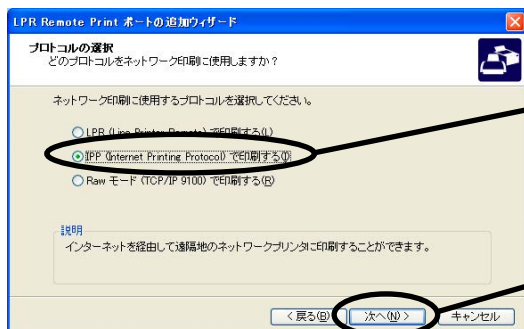 LPR Remote Print ポートの追加ウィザード
プロトコルの選択
どのプロトコルをネットワーク印刷に使用しますか？
ネットワーク印刷に使用するプロトコルを選択してください。
LPR (Line Printer Remote) で印刷する(L)
IPP (Internet Printing Protocol) で印刷する(I)
Raw モード (TCP/IP 9100) で印刷する(R)
説明
インターネットを経由して遠隔地のネットワークプリンタに印刷することができます。
< 戻る(B) 次へ(N) > キャンセル